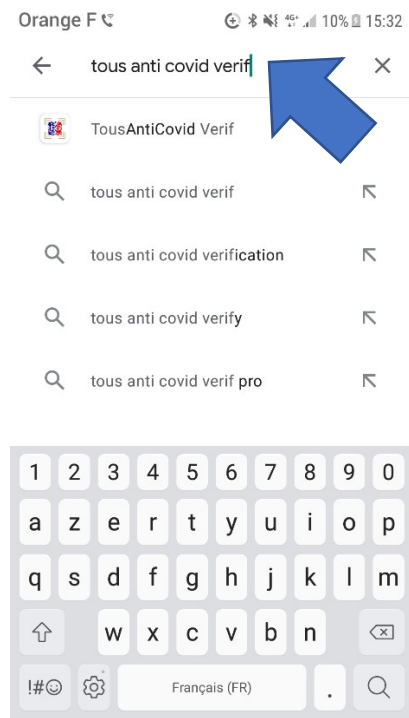 Orange F 4G+ 10% 15:32
tous anti covid verif
TousAntiCovid Verif
tous anti covid verif
tous anti covid verification
tous anti covid verify
tous anti covid verif pro
1 2 3 4 5 6 7 8 9 0
a z e r t y u i o p
q s d f g h j k l m
w x c v b n
!#☺ Français (FR) .